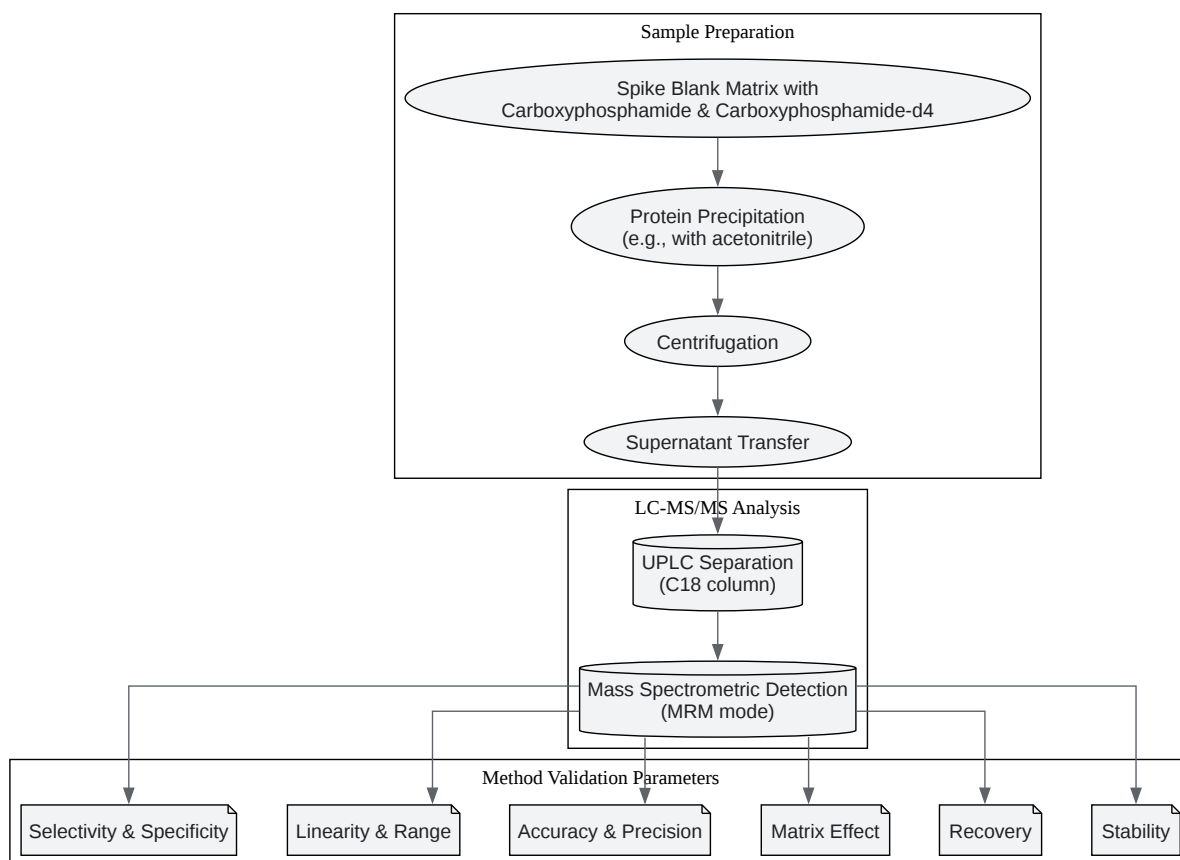 Sample Preparation
Spike Blank Matrix with
Carboxyphosphamide & Carboxyphosphamide-d4
Protein Precipitation
(e.g., with acetonitrile)
Centrifugation
Supernatant Transfer
LC-MS/MS Analysis
UPLC Separation
(C18 column)
Mass Spectrometric Detection
(MRM mode)
Method Validation Parameters
Selectivity & Specificity
Linearity & Range
Accuracy & Precision
Matrix Effect
Recovery
Stability